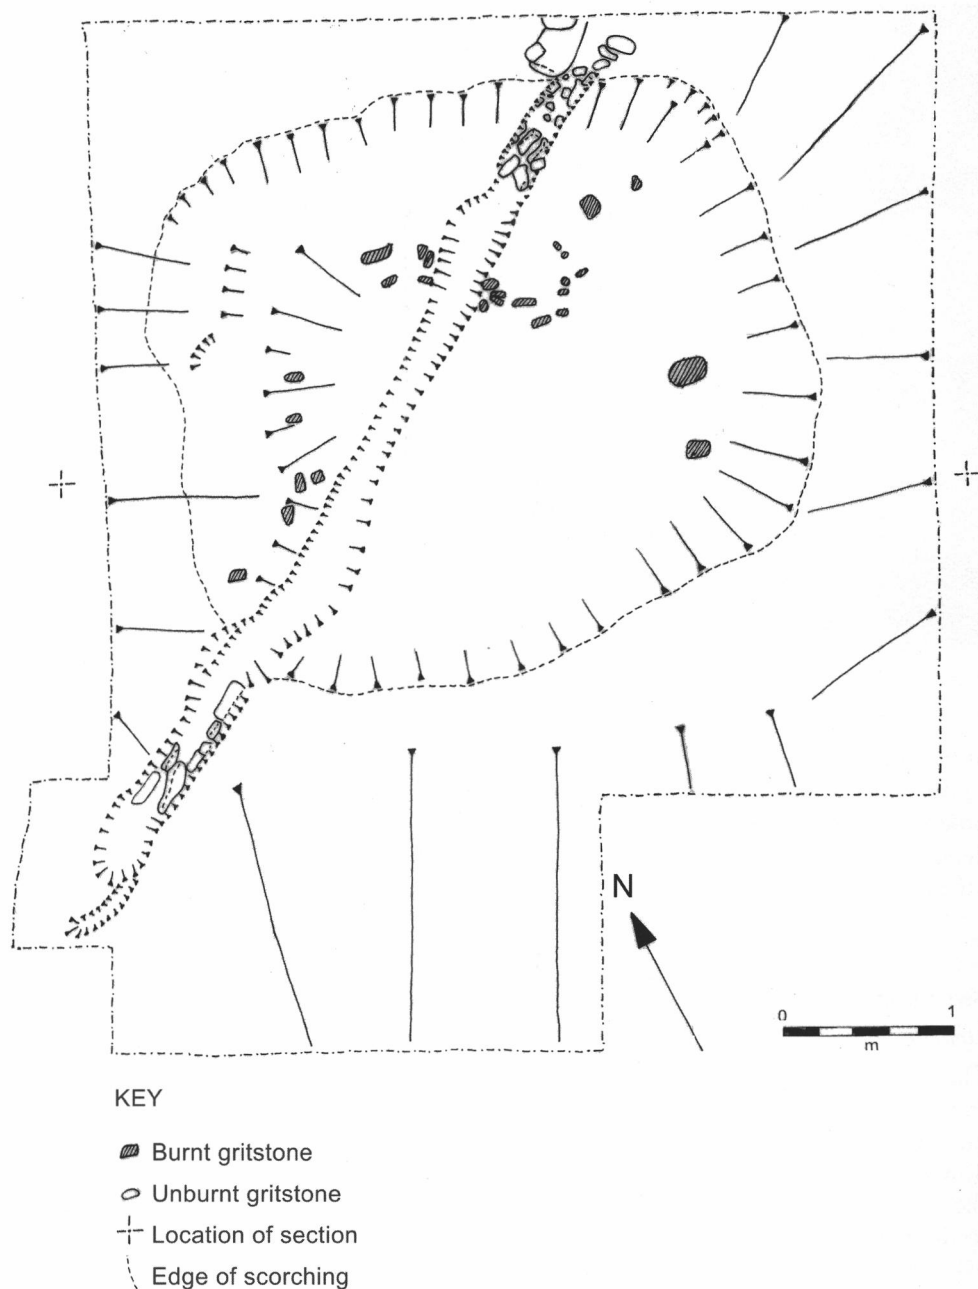 N
0 1
m
KEY
Burnt gritstone
Unburnt gritstone
Location of section
Edge of scorching